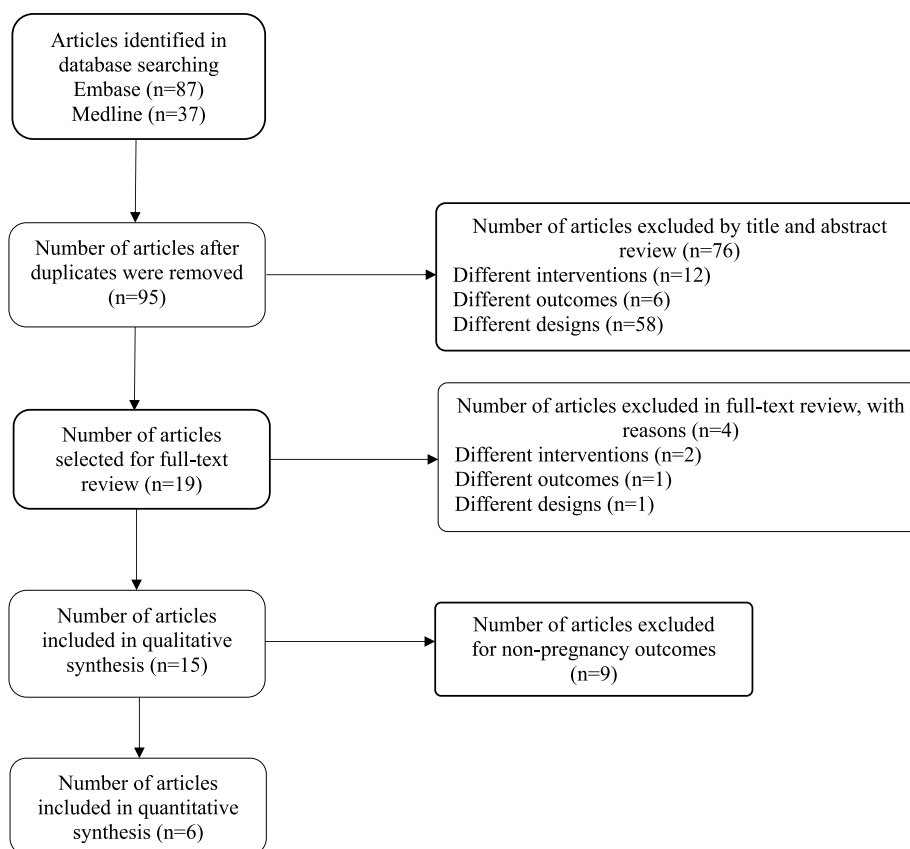 Articles identified in
database searching
Embase (n=87)
Medline (n=37)
Number of articles after
duplicates were removed
(n=95)
Number of articles excluded by title and abstract
review (n=76)
Different interventions (n=12)
Different outcomes (n=6)
Different designs (n=58)
Number of articles
selected for full-text
review (n=19)
Number of articles excluded in full-text review, with
reasons (n=4)
Different interventions (n=2)
Different outcomes (n=1)
Different designs (n=1)
Number of articles
included in qualitative
synthesis (n=15)
Number of articles excluded
for non-pregnancy outcomes
(n=9)
Number of articles
included in quantitative
synthesis (n=6)